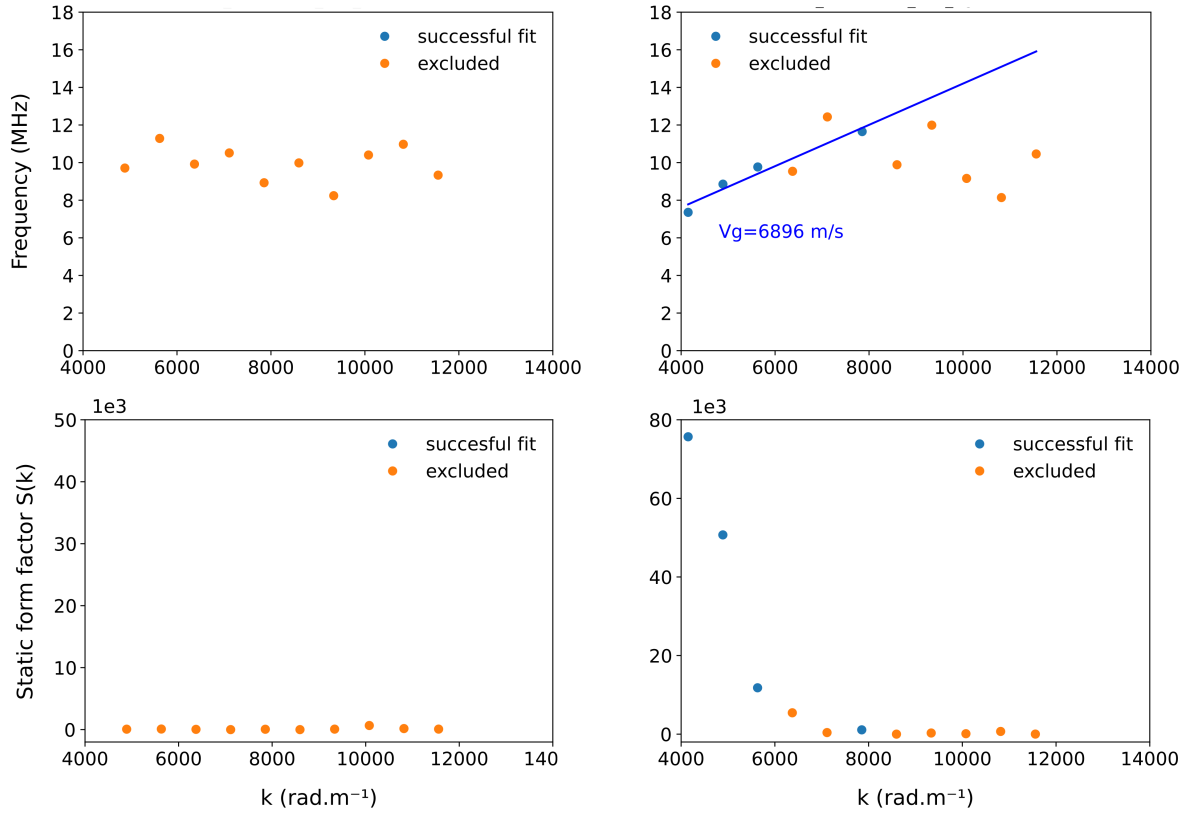 18
16
14
12
10
8
6
4
2
0
Frequency (MHz)
successful fit
excluded
4000 6000 8000 10000 12000 14000
18
16
14
12
10
8
6
4
2
0
successful fit
excluded
Vg=6896 m/s
4000 6000 8000 10000 12000 14000
1e3
50
40
30
20
10
0
Static form factor S(k)
succesful fit
excluded
4000 6000 8000 10000 12000 140
k (rad.m⁻¹)
1e3
80
60
40
20
0
successful fit
excluded
4000 6000 8000 10000 12000 14000
k (rad.m⁻¹)